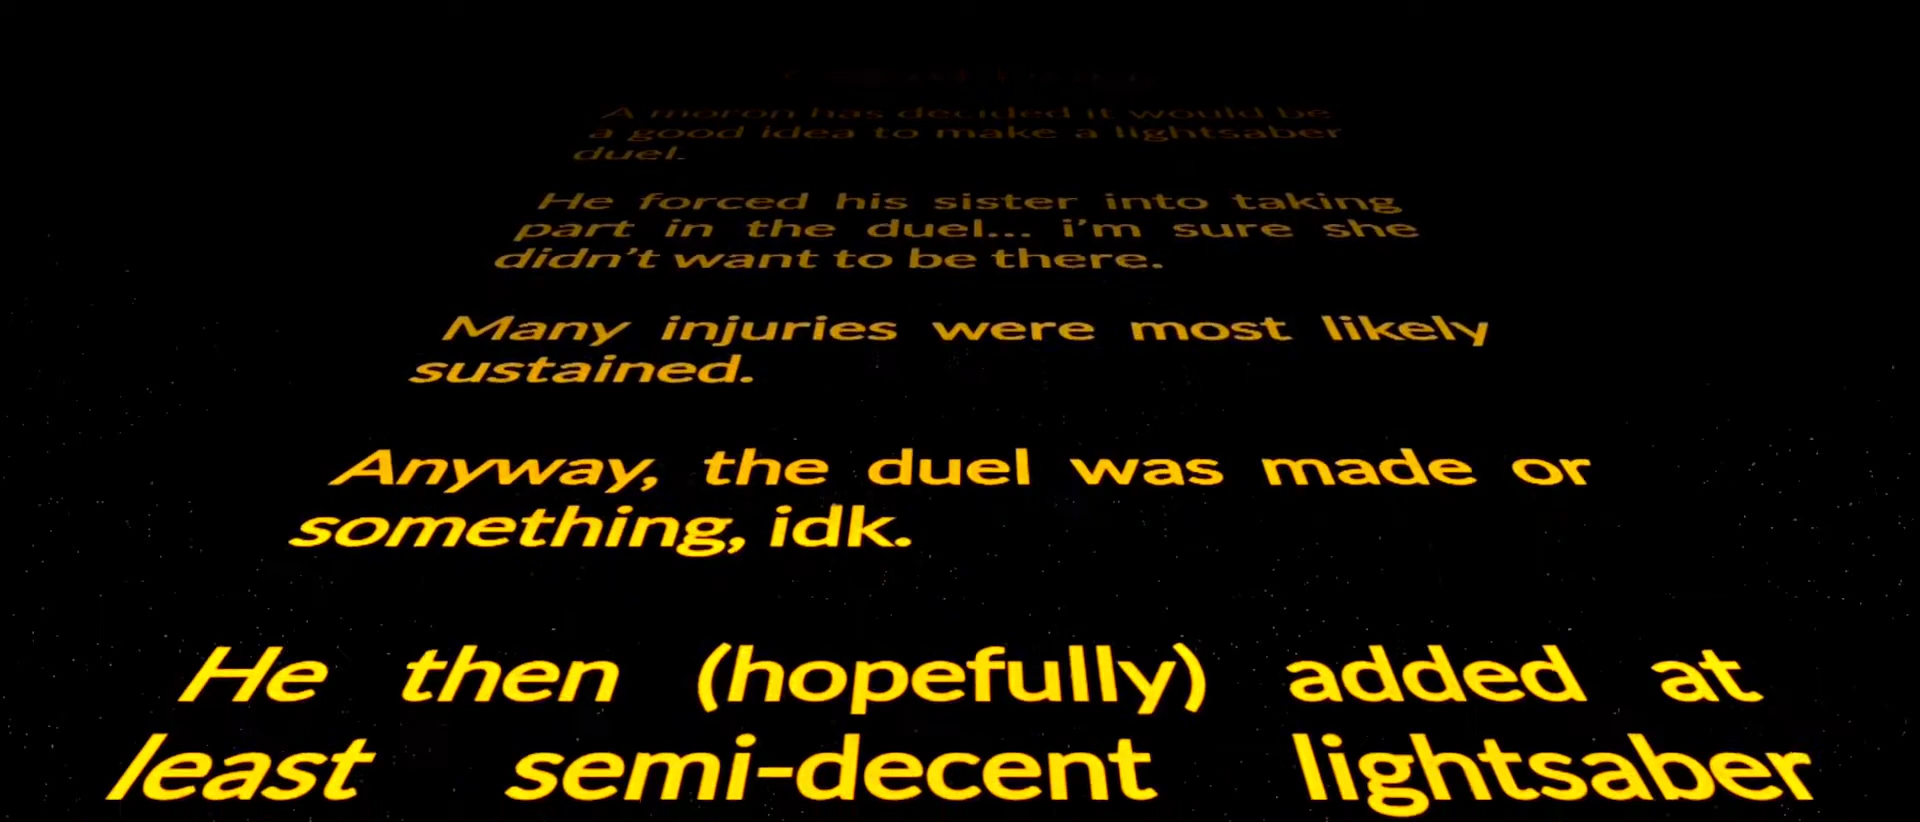 A moron has decided it would be
a good idea to make a lightsaber
duel.
He forced his sister into taking
part in the duel... i'm sure she
didn't want to be there.
Many injuries were most likely
sustained.
Anyway, the duel was made or
something, idk.
He then (hopefully) added at
least semi-decent lightsaber